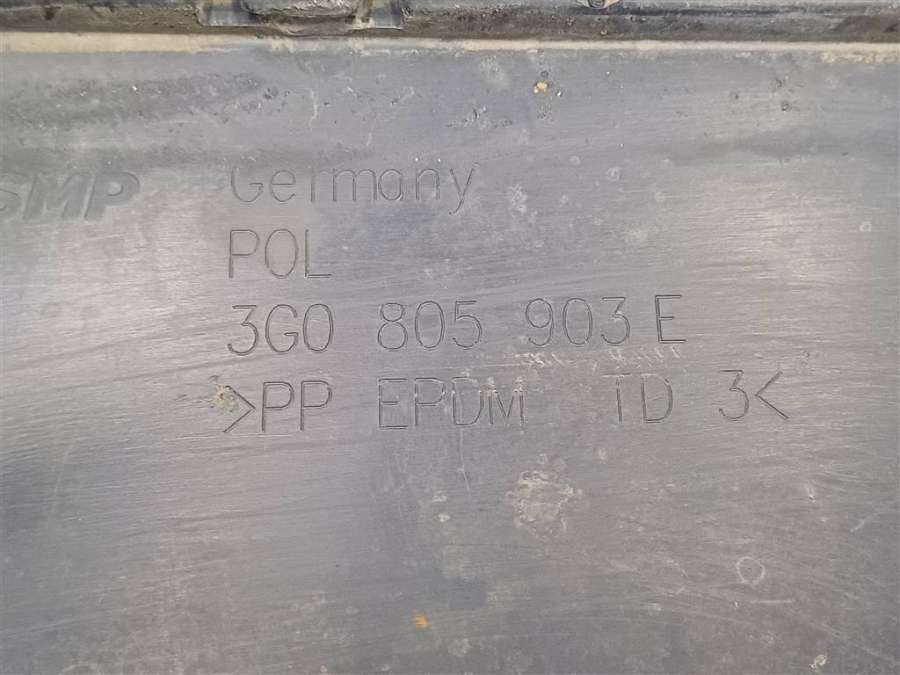 SMP
Germany
POL
3G0 805 903 E
>PP EPDM TD 3<